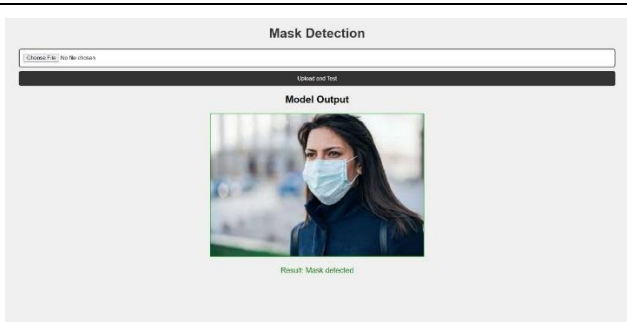 Mask Detection
Choose File No file chosen
Upload and Test
Model Output
Result: Mask detected